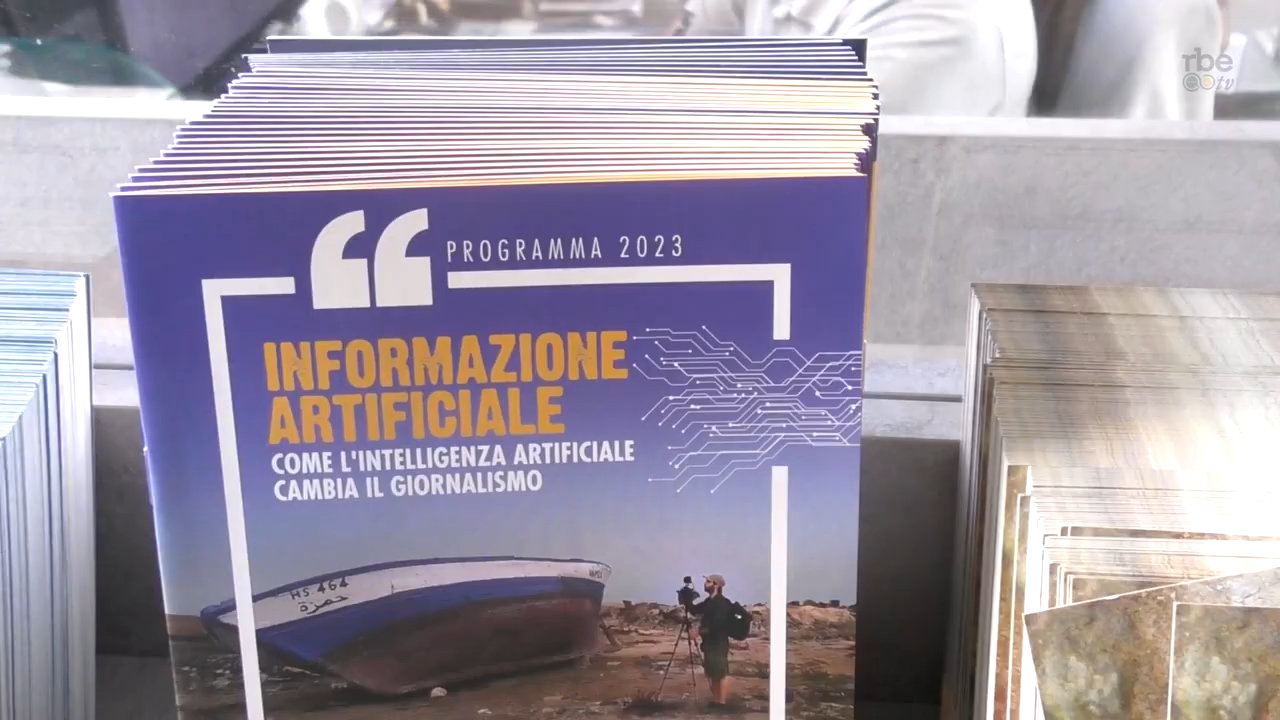 rbe
tv
PROGRAMMA 2023
INFORMAZIONE
ARTIFICIALE
COME L'INTELLIGENZA ARTIFICIALE
CAMBIA IL GIORNALISMO
HS 464
حمزة